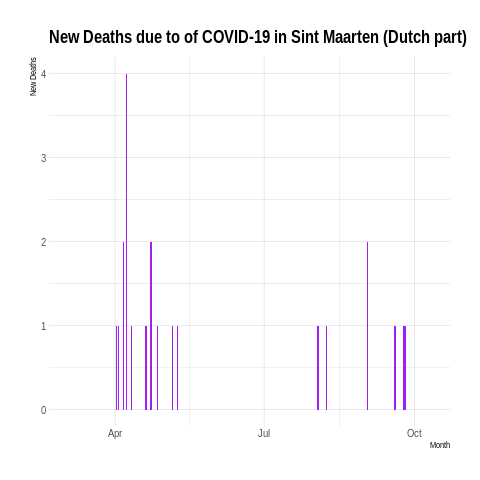 New Deaths due to of COVID-19 in Sint Maarten (Dutch part)
New Deaths
4
3
2
1
0
Apr Jul Oct
Month